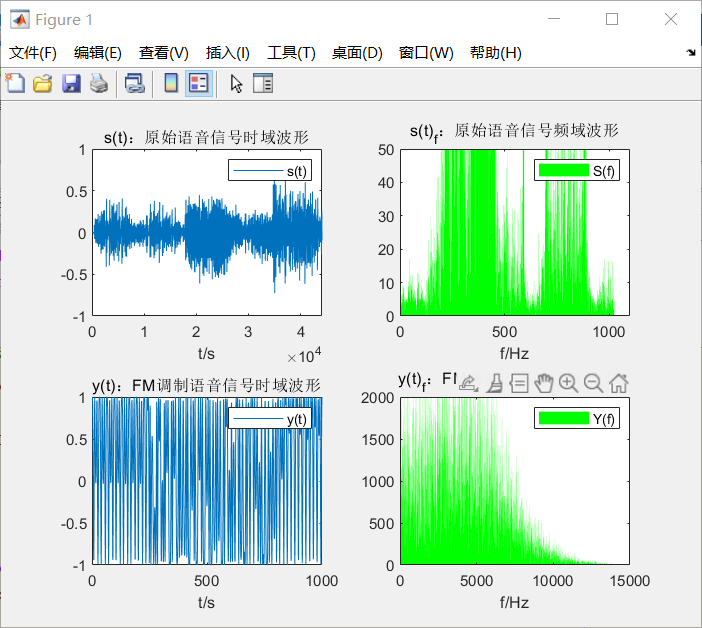 Figure 1
文件(F) 编辑(E) 查看(V) 插入(I) 工具(T) 桌面(D) 窗口(W) 帮助(H)
s(t)：原始语音信号时域波形
1
0.5
0
-0.5
-1
s(t)
0 1 2 3 4
×10^4
t/s
s(t)_f：原始语音信号频域波形
50
40
30
20
10
0
S(f)
0 500 1000
f/Hz
y(t)：FM调制语音信号时域波形
1
0.5
0
-0.5
-1
y(t)
0 500 1000
t/s
y(t)_f：
2000
1500
1000
500
0
Y(f)
0 5000 10000 15000
f/Hz